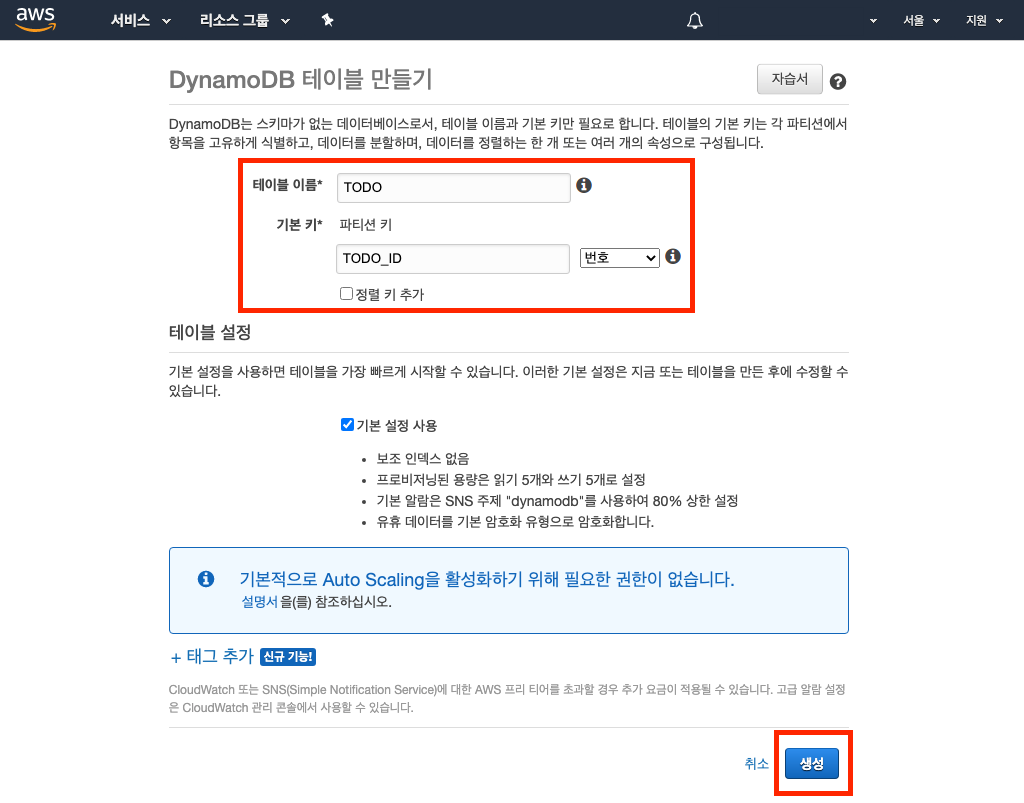 aws 서비스 리소스 그룹 서울 지원
DynamoDB 테이블 만들기 자습서
DynamoDB는 스키마가 없는 데이터베이스로서, 테이블 이름과 기본 키만 필요로 합니다. 테이블의 기본 키는 각 파티션에서
항목을 고유하게 식별하고, 데이터를 분할하며, 데이터를 정렬하는 한 개 또는 여러 개의 속성으로 구성됩니다.
테이블 이름* TODO
기본 키* 파티션 키
TODO_ID 번호
정렬 키 추가
테이블 설정
기본 설정을 사용하면 테이블을 가장 빠르게 시작할 수 있습니다. 이러한 기본 설정은 지금 또는 테이블을 만든 후에 수정할 수
있습니다.
기본 설정 사용
• 보조 인덱스 없음
• 프로비저닝된 용량은 읽기 5개와 쓰기 5개로 설정
• 기본 알람은 SNS 주제 "dynamodb"를 사용하여 80% 상한 설정
• 유휴 데이터를 기본 암호화 유형으로 암호화합니다.
기본적으로 Auto Scaling을 활성화하기 위해 필요한 권한이 없습니다.
설명서 을(를) 참조하십시오.
+ 태그 추가 신규 기능!
CloudWatch 또는 SNS(Simple Notification Service)에 대한 AWS 프리 티어를 초과할 경우 추가 요금이 적용될 수 있습니다. 고급 알람 설정
은 CloudWatch 관리 콘솔에서 사용할 수 있습니다.
취소 생성